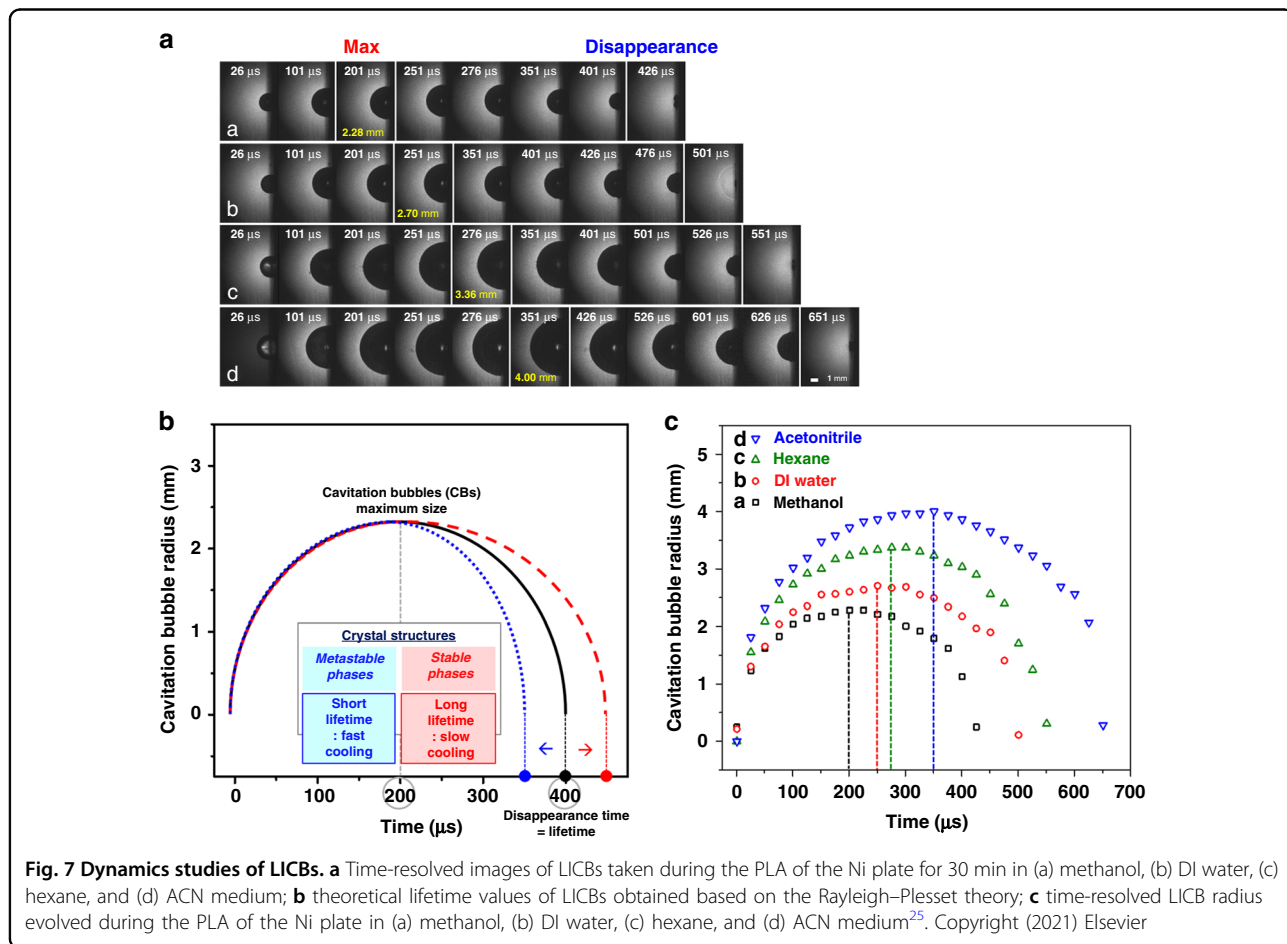 a
Max Disappearance
26 μs 101 μs 201 μs 251 μs 276 μs 351 μs 401 μs 426 μs
2.28 mm
a
26 μs 101 μs 201 μs 251 μs 351 μs 401 μs 426 μs 476 μs 501 μs
2.70 mm
b
26 μs 101 μs 201 μs 251 μs 276 μs 351 μs 401 μs 501 μs 526 μs 551 μs
3.36 mm
c
26 μs 101 μs 201 μs 251 μs 276 μs 351 μs 426 μs 526 μs 601 μs 626 μs 651 μs
4.00 mm
d
1 mm
b
Cavitation bubble radius (mm)
3
2
1
0
Cavitation bubbles (CBs)
maximum size
Crystal structures
Metastable
phases
Stable
phases
Short
lifetime
: fast
cooling
Long
lifetime
: slow
cooling
0 100 200 300 400
Disappearance time
= lifetime
Time (μs)
c
Cavitation bubble radius (mm)
5
4
3
2
1
0
d Acetonitrile
c Hexane
b DI water
a Methanol
0 100 200 300 400 500 600 700
Time (μs)
Fig. 7 Dynamics studies of LICBs. a Time-resolved images of LICBs taken during the PLA of the Ni plate for 30 min in (a) methanol, (b) DI water, (c)
hexane, and (d) ACN medium; b theoretical lifetime values of LICBs obtained based on the Rayleigh–Plesset theory; c time-resolved LICB radius
evolved during the PLA of the Ni plate in (a) methanol, (b) DI water, (c) hexane, and (d) ACN medium25. Copyright (2021) Elsevier